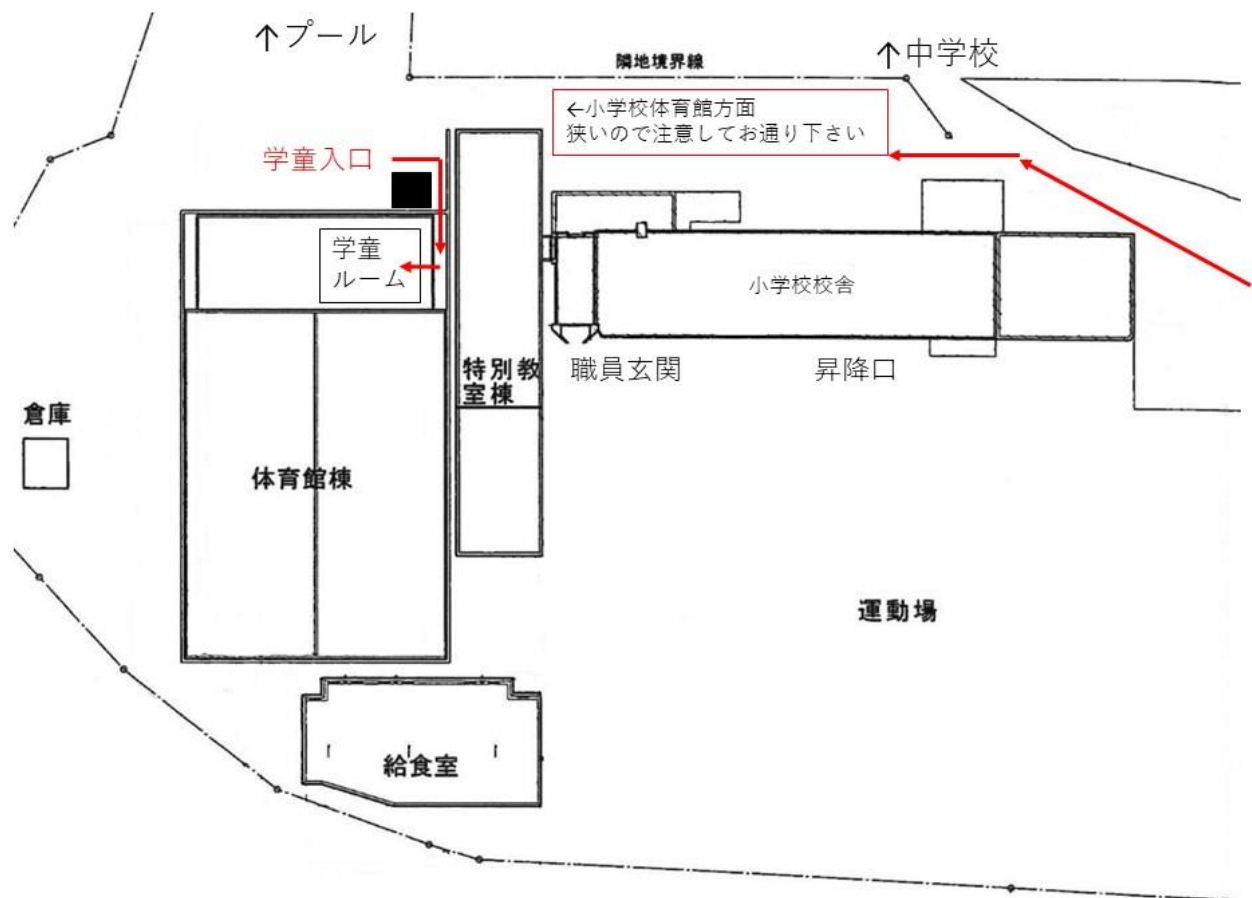 ↑プール
隣地境界線
↑中学校
←小学校体育館方面
狭いので注意してお通り下さい
学童入口
学童
ルーム
小学校校舎
特別教
室棟
職員玄関
昇降口
倉庫
体育館棟
運動場
給食室